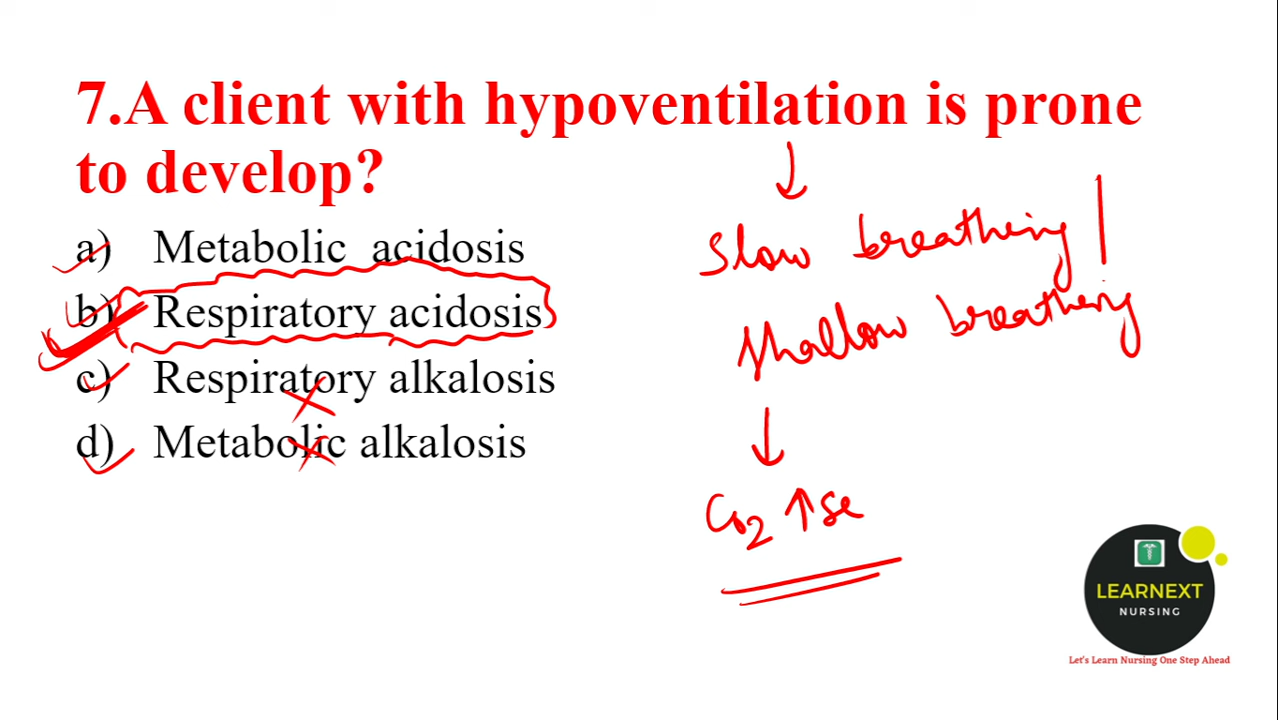 7.A client with hypoventilation is prone
to develop?
a) Metabolic acidosis
b) Respiratory acidosis
c) Respiratory alkalosis
d) Metabolic alkalosis
Slow breathing |
shallow breathing
Co2 ↑se
LEARNEXT
NURSING
Let's Learn Nursing One Step Ahead